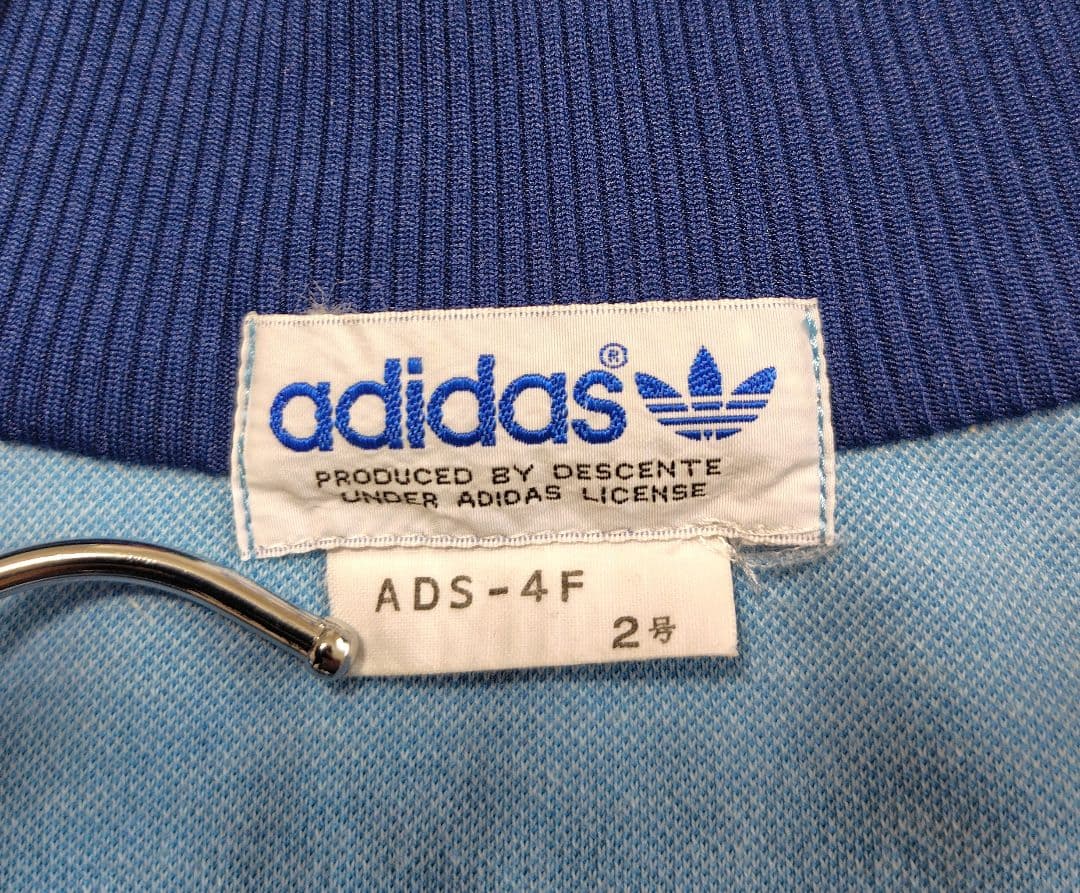 adidas®
PRODUCED BY DESCENTE
UNDER ADIDAS LICENSE
ADS-4F
2号